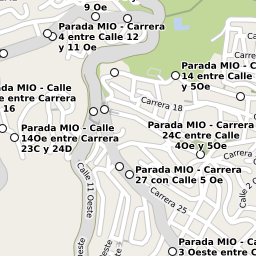 9 Oe
Parada MIO - Carrera
4 entre Calle 12
y 11 Oe
Parada MIO - Calle
e entre Carrera
16
Parada MIO - Carrera
14 entre Calle
y 5Oe
Carrera 18
Parada MIO - Calle
14Oe entre Carrera
23C y 24D
Parada MIO - Carrera
24C entre Calle
4Oe y 5Oe
Parada MIO - Carrera
27 con Calle 5 Oe
Calle 11 Oeste
Carrera 25
Calle 2
Parada MIO - Carrera
3 Oeste entre C